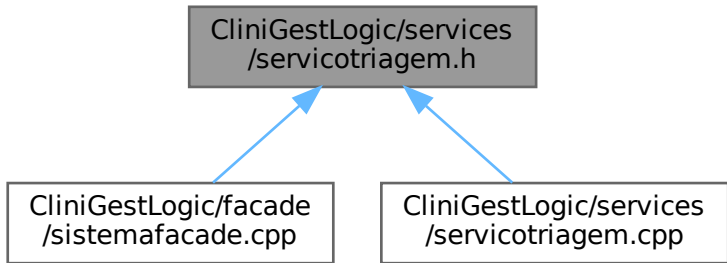 CliniGestLogic/services
/servicotriagem.h
CliniGestLogic/facade
/sistemafacade.cpp
CliniGestLogic/services
/servicotriagem.cpp